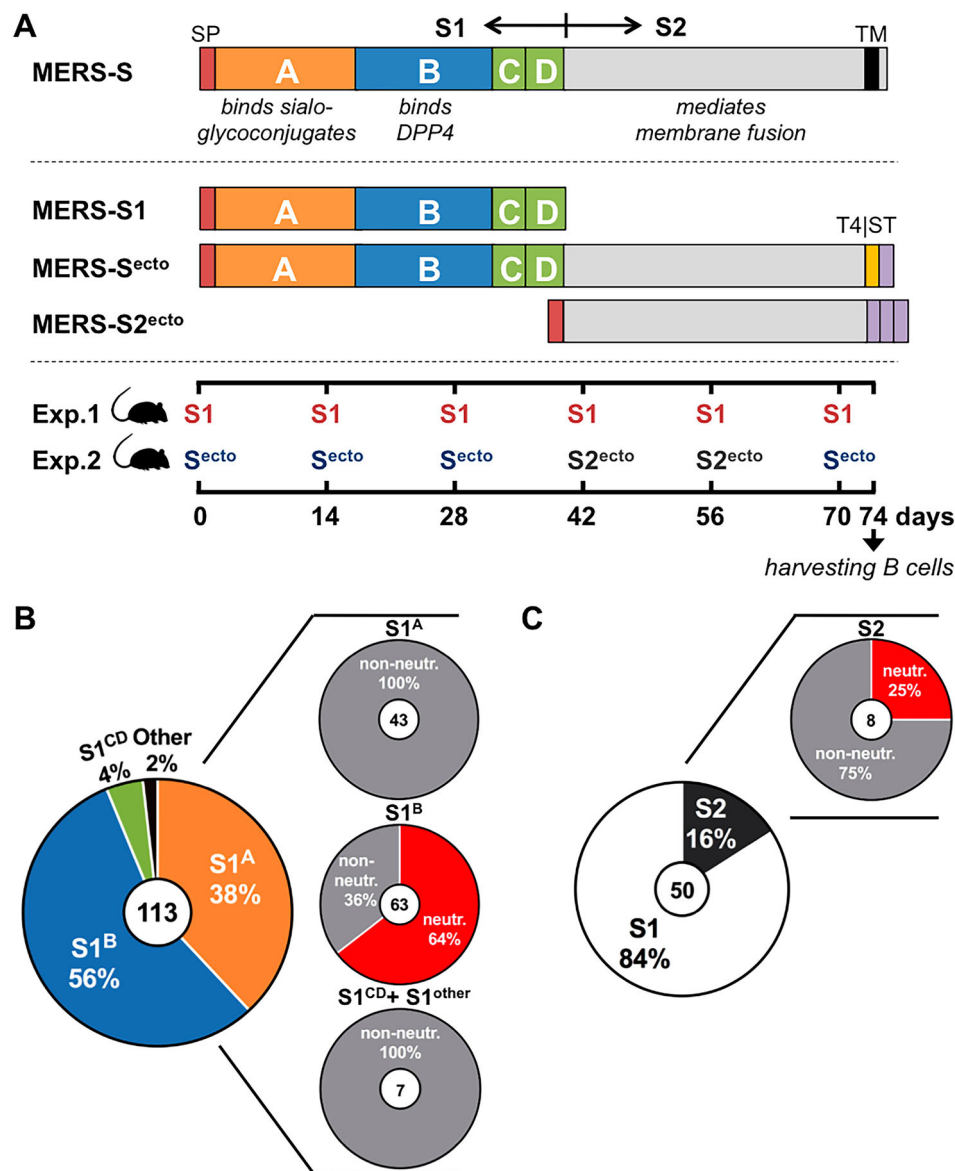 A
S1 S2
SP TM
MERS-S A B C D
binds sialo-
glycoconjugates
binds
DPP4
mediates
membrane fusion
MERS-S1 A B C D
T4|ST
MERS-Secto A B C D
MERS-S2ecto
Exp.1 S1 S1 S1 S1 S1 S1
Exp.2 Secto Secto Secto S2ecto S2ecto Secto
0 14 28 42 56 70 74 days
harvesting B cells
B
S1CD
4%
Other
2%
S1A
38%
113
S1B
56%
S1A
non-neutr.
100%
43
S1B
non-
neutr.
36%
63
neutr.
64%
S1CD+ S1other
non-neutr.
100%
7
C
S2
neutr.
25%
8
non-neutr.
75%
S2
16%
50
S1
84%